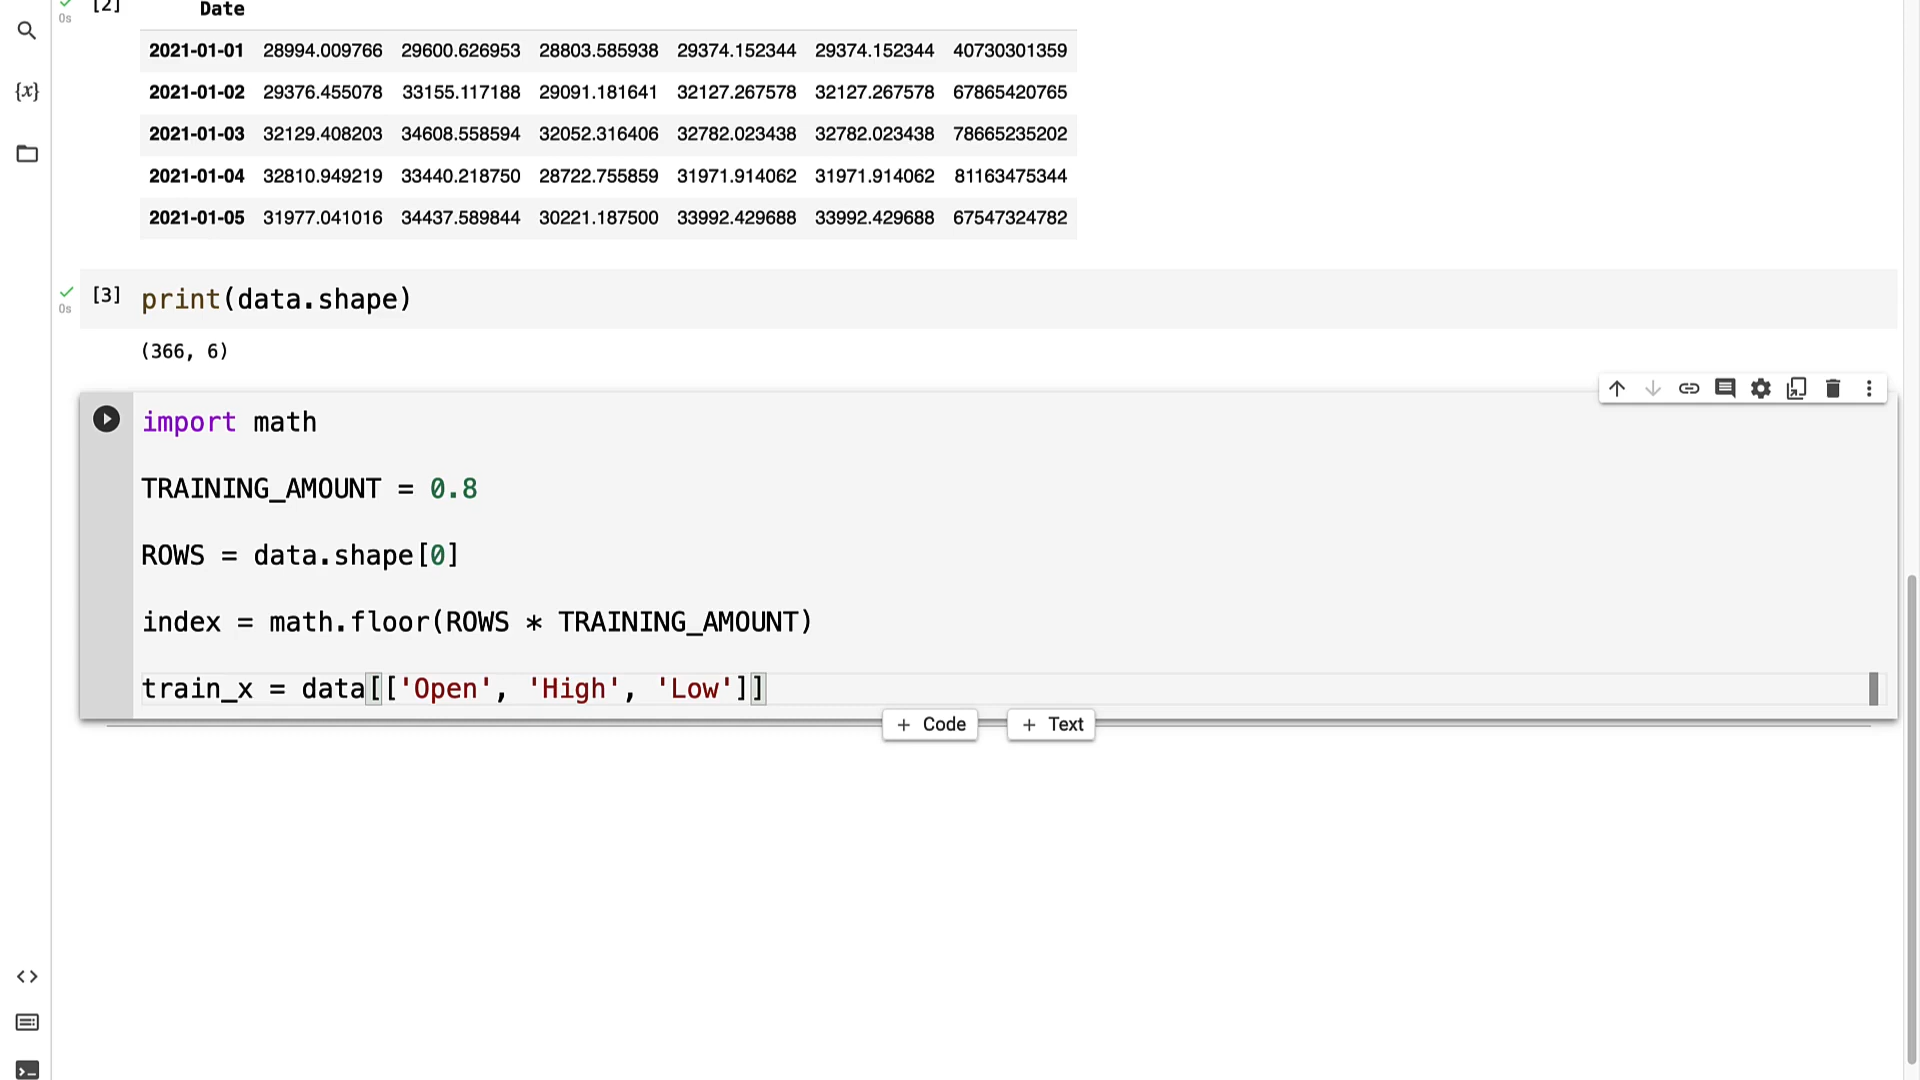 [2]
0s
Date
2021-01-01 28994.009766 29600.626953 28803.585938 29374.152344 29374.152344 40730301359
{x}
2021-01-02 29376.455078 33155.117188 29091.181641 32127.267578 32127.267578 67865420765
2021-01-03 32129.408203 34608.558594 32052.316406 32782.023438 32782.023438 78665235202
2021-01-04 32810.949219 33440.218750 28722.755859 31971.914062 31971.914062 81163475344
2021-01-05 31977.041016 34437.589844 30221.187500 33992.429688 33992.429688 67547324782
[3] print(data.shape)
0s
(366, 6)
import math
TRAINING_AMOUNT = 0.8
ROWS = data.shape[0]
index = math.floor(ROWS * TRAINING_AMOUNT)
train_x = data[['Open', 'High', 'Low']]
+ Code + Text